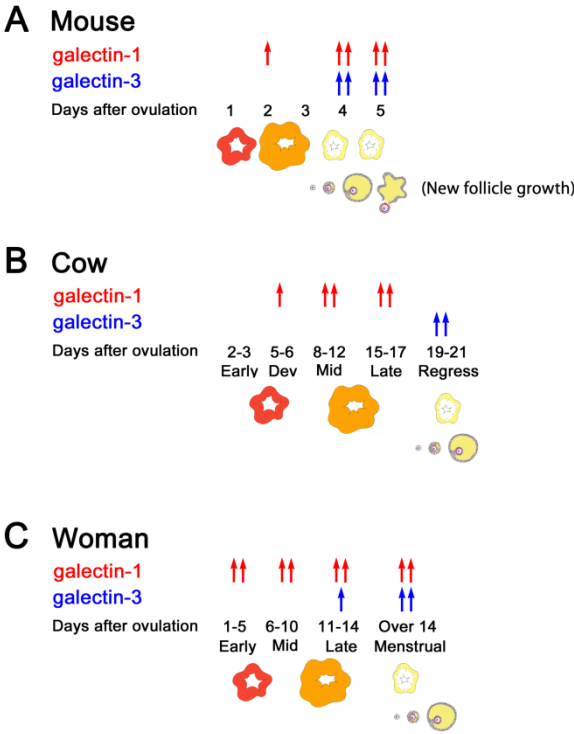 A Mouse
galectin-1
galectin-3
Days after ovulation 1 2 3 4 5
(New follicle growth)
B Cow
galectin-1
galectin-3
Days after ovulation 2-3 5-6 8-12 15-17 19-21
Early Dev Mid Late Regress
C Woman
galectin-1
galectin-3
Days after ovulation 1-5 6-10 11-14 Over 14
Early Mid Late Menstrual